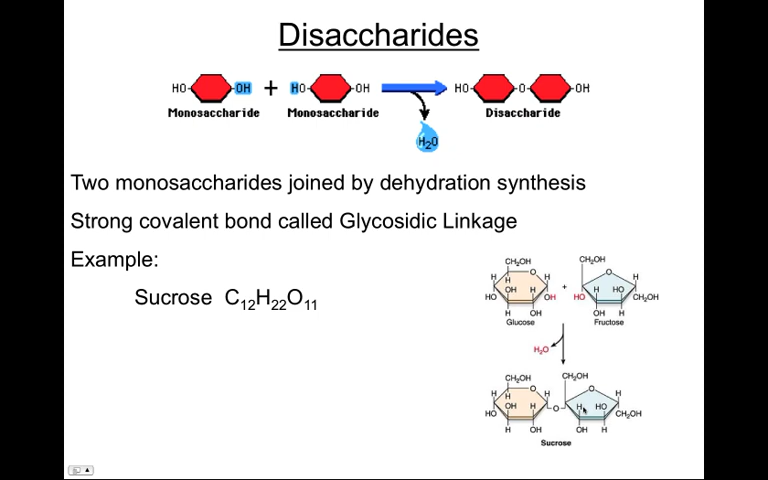 Disaccharides
HO OH + HO OH HO O OH
Monosaccharide Monosaccharide Disaccharide
H₂O
Two monosaccharides joined by dehydration synthesis
Strong covalent bond called Glycosidic Linkage
Example:
Sucrose C₁₂H₂₂O₁₁
CH₂OH CH₂OH
H H O H + O H
OH H H HO
HO OH HO CH₂OH
H OH OH H
Glucose Fructose
H₂O
CH₂OH CH₂OH
H H O H O H
OH H H HO
HO O CH₂OH
H OH OH H
Sucrose